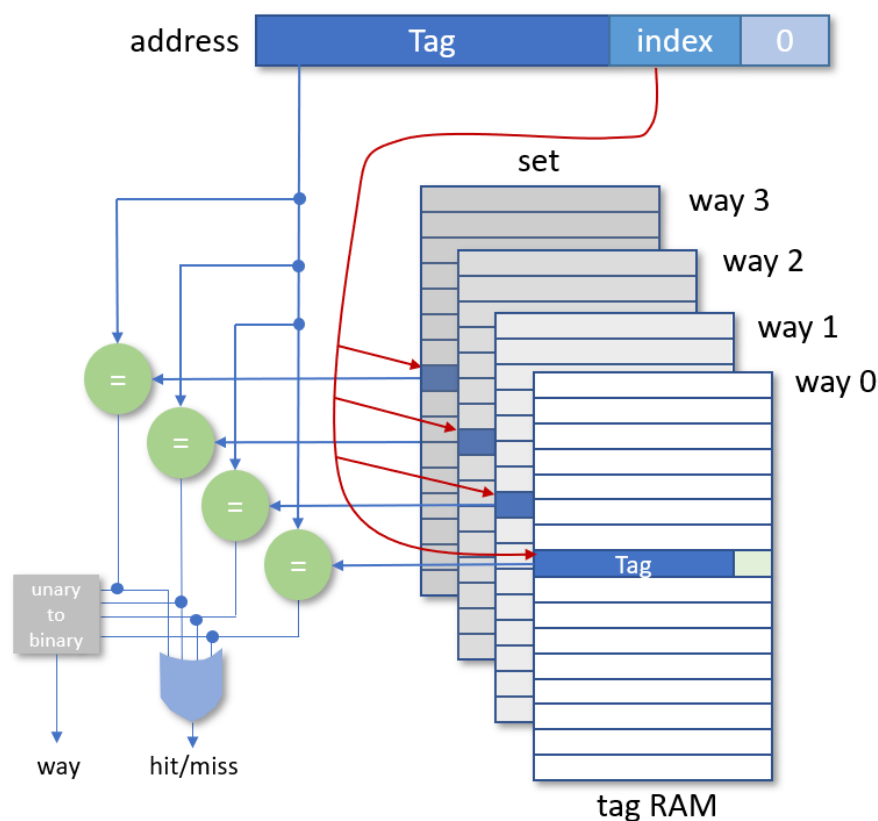 address
Tag
index
0
set
way 3
way 2
way 1
way 0
=
=
=
=
Tag
unary
to
binary
way
hit/miss
tag RAM